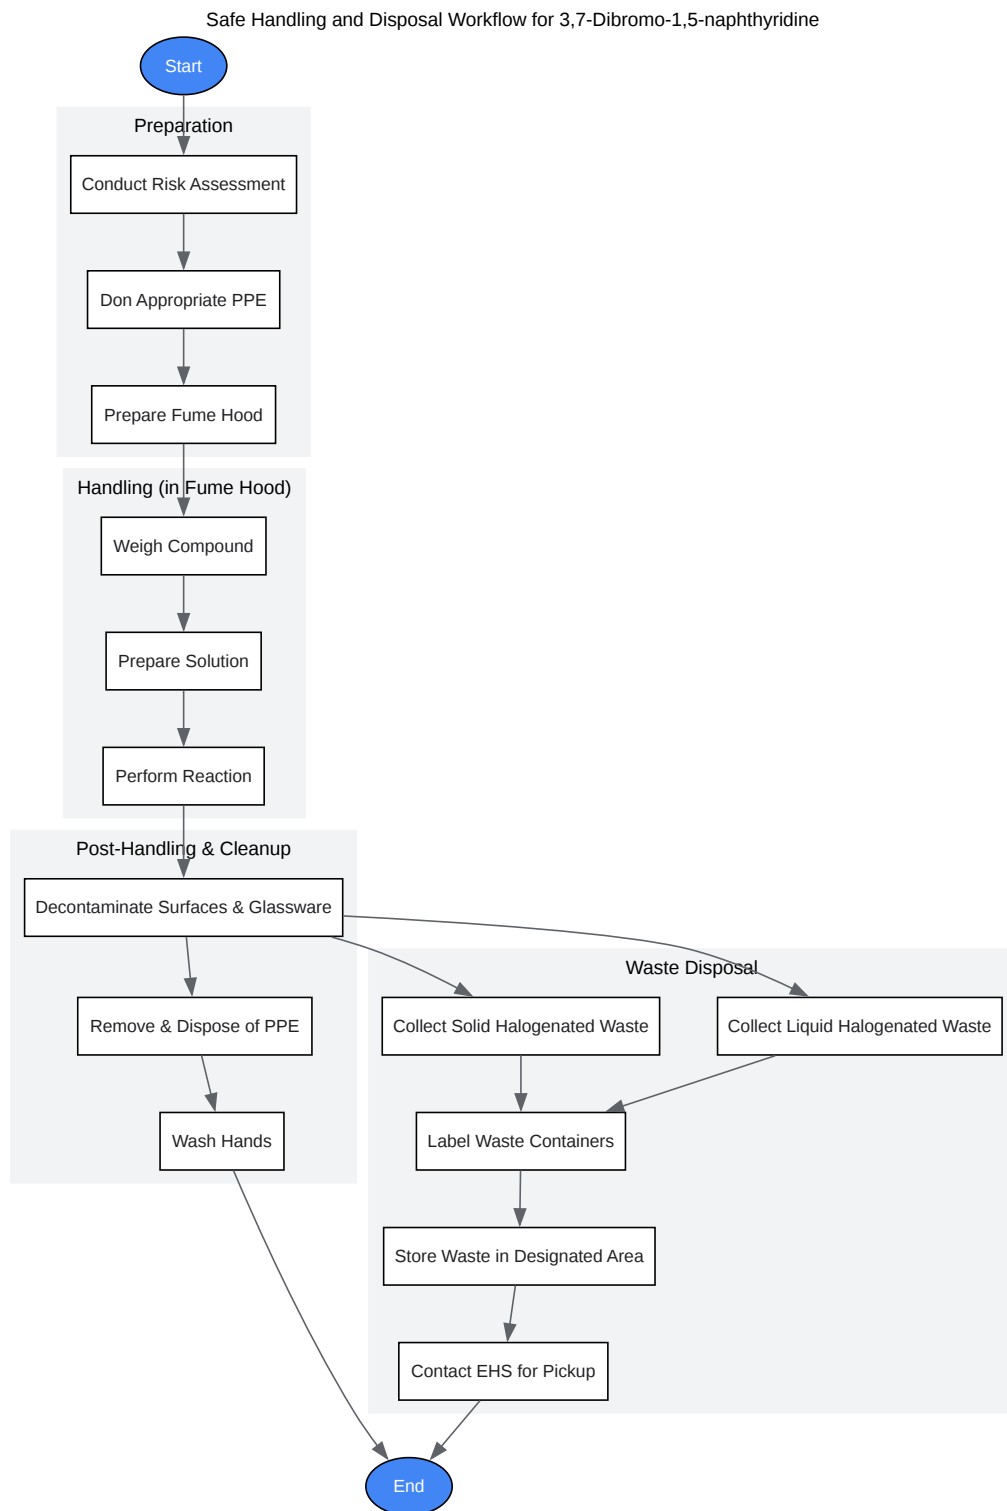 Safe Handling and Disposal Workflow for 3,7-Dibromo-1,5-naphthyridine
Start
Preparation
Conduct Risk Assessment
Don Appropriate PPE
Prepare Fume Hood
Handling (in Fume Hood)
Weigh Compound
Prepare Solution
Perform Reaction
Post-Handling & Cleanup
Decontaminate Surfaces & Glassware
Remove & Dispose of PPE
Wash Hands
Waste Disposal
Collect Solid Halogenated Waste
Collect Liquid Halogenated Waste
Label Waste Containers
Store Waste in Designated Area
Contact EHS for Pickup
End